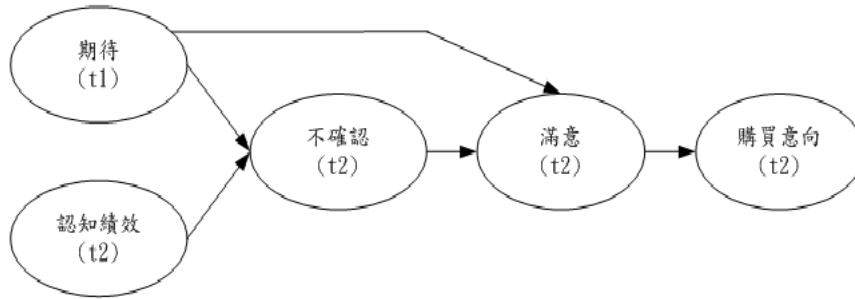 期待
(t1)
不確認
(t2)
滿意
(t2)
購買意向
(t2)
認知績效
(t2)